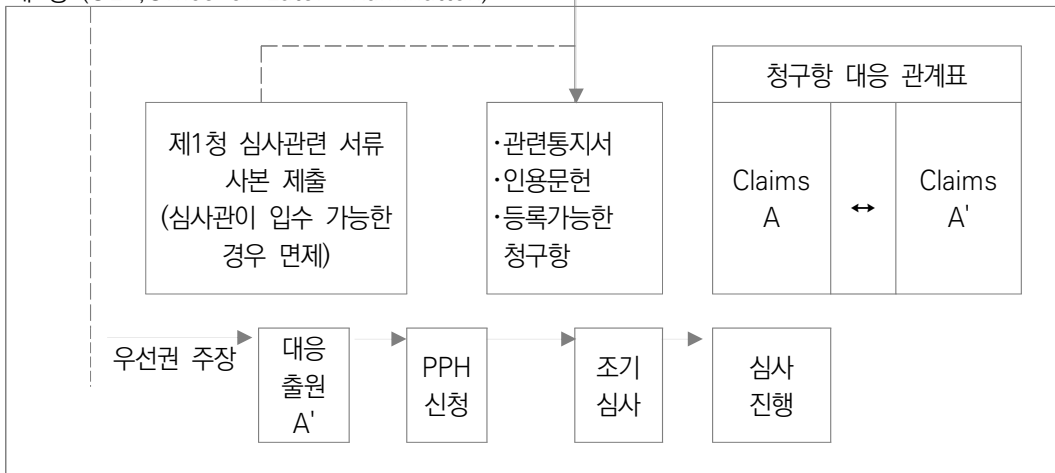 청구항 대응 관계표
제1청 심사관련 서류
사본 제출
(심사관이 입수 가능한
경우 면제)
·관련통지서
·인용문헌
·등록가능한
청구항
Claims
A
↔
Claims
A'
우선권 주장
대응
출원
A'
PPH
신청
조기
심사
심사
진행